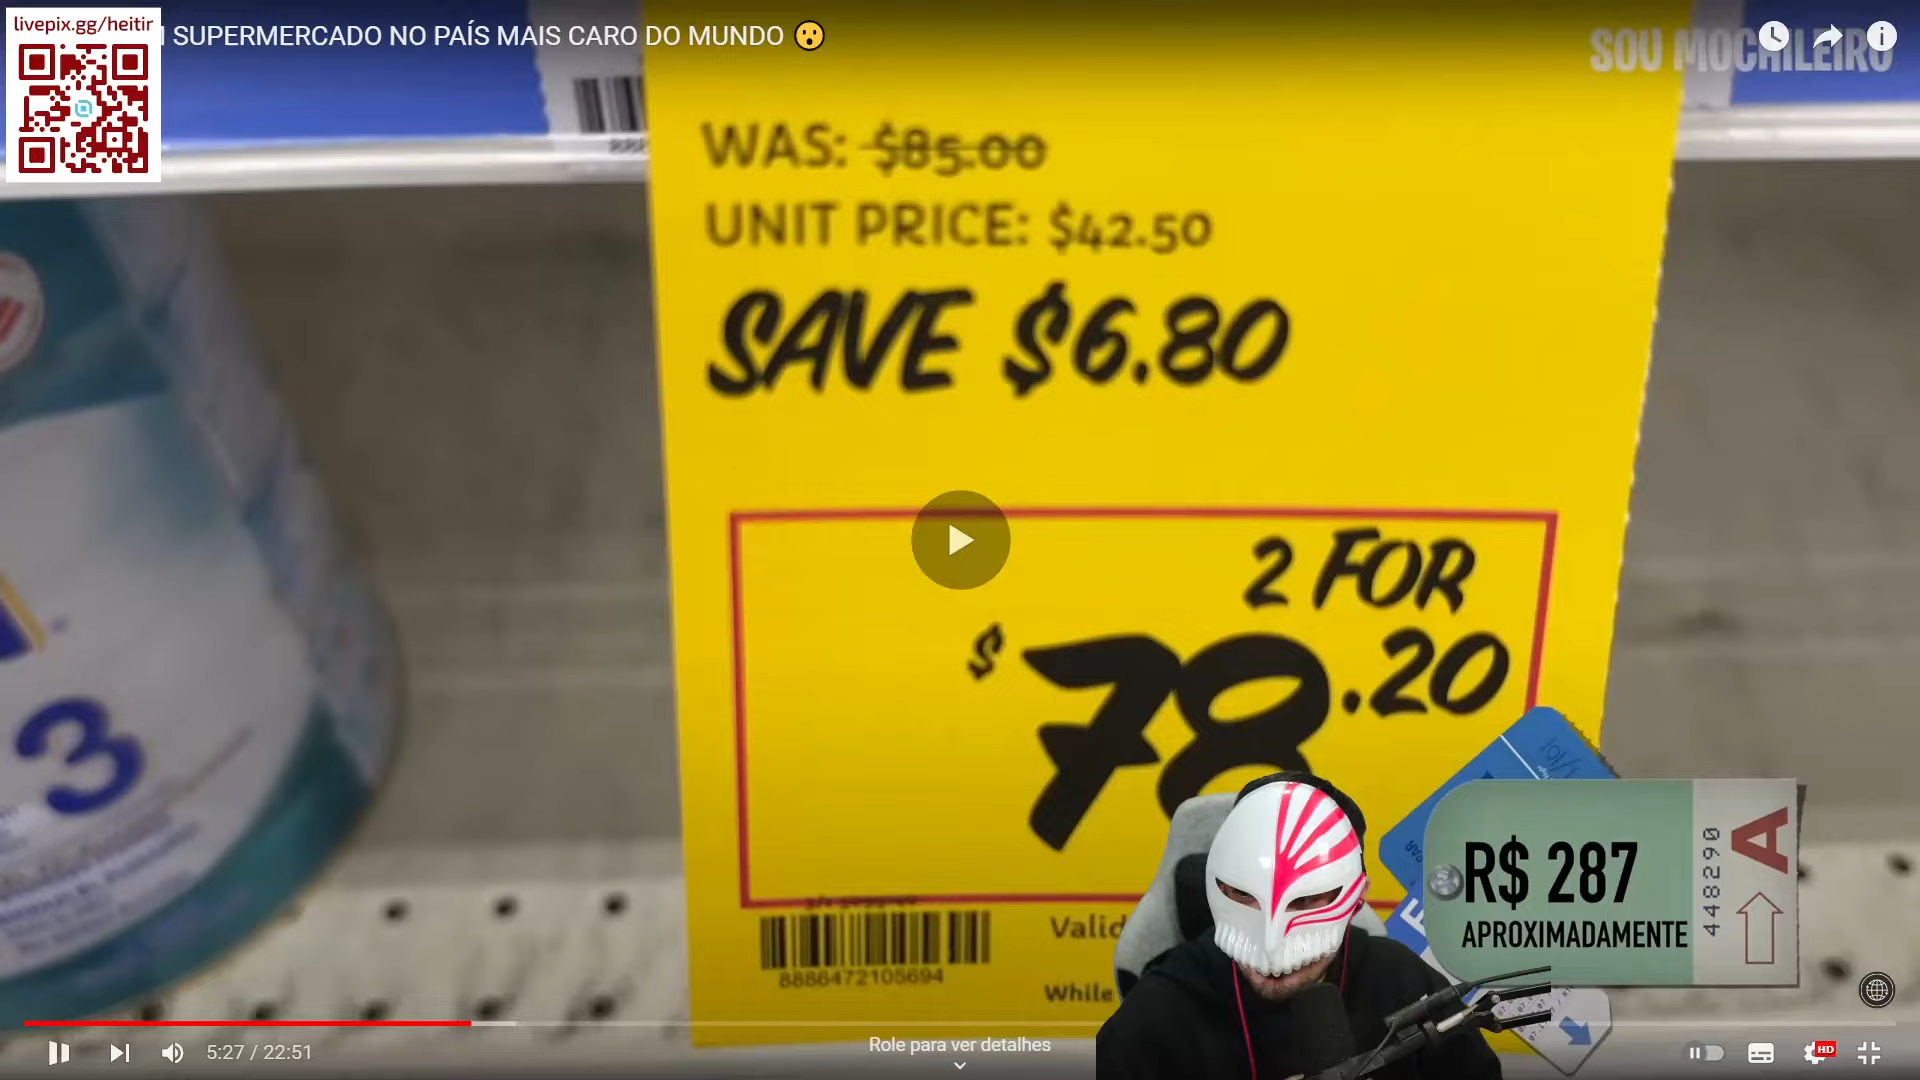 livepix.gg/heitir
SUPERMERCADO NO PAÍS MAIS CARO DO MUNDO 😮
SOU MOCHILEIRO
WAS: $85.00
UNIT PRICE: $42.50
SAVE $6.80
2 FOR
$78.20
3
R$ 287
APROXIMADAMENTE
448290
A
8886472105694
Valid
While
5:27 / 22:51
Role para ver detalhes
HD